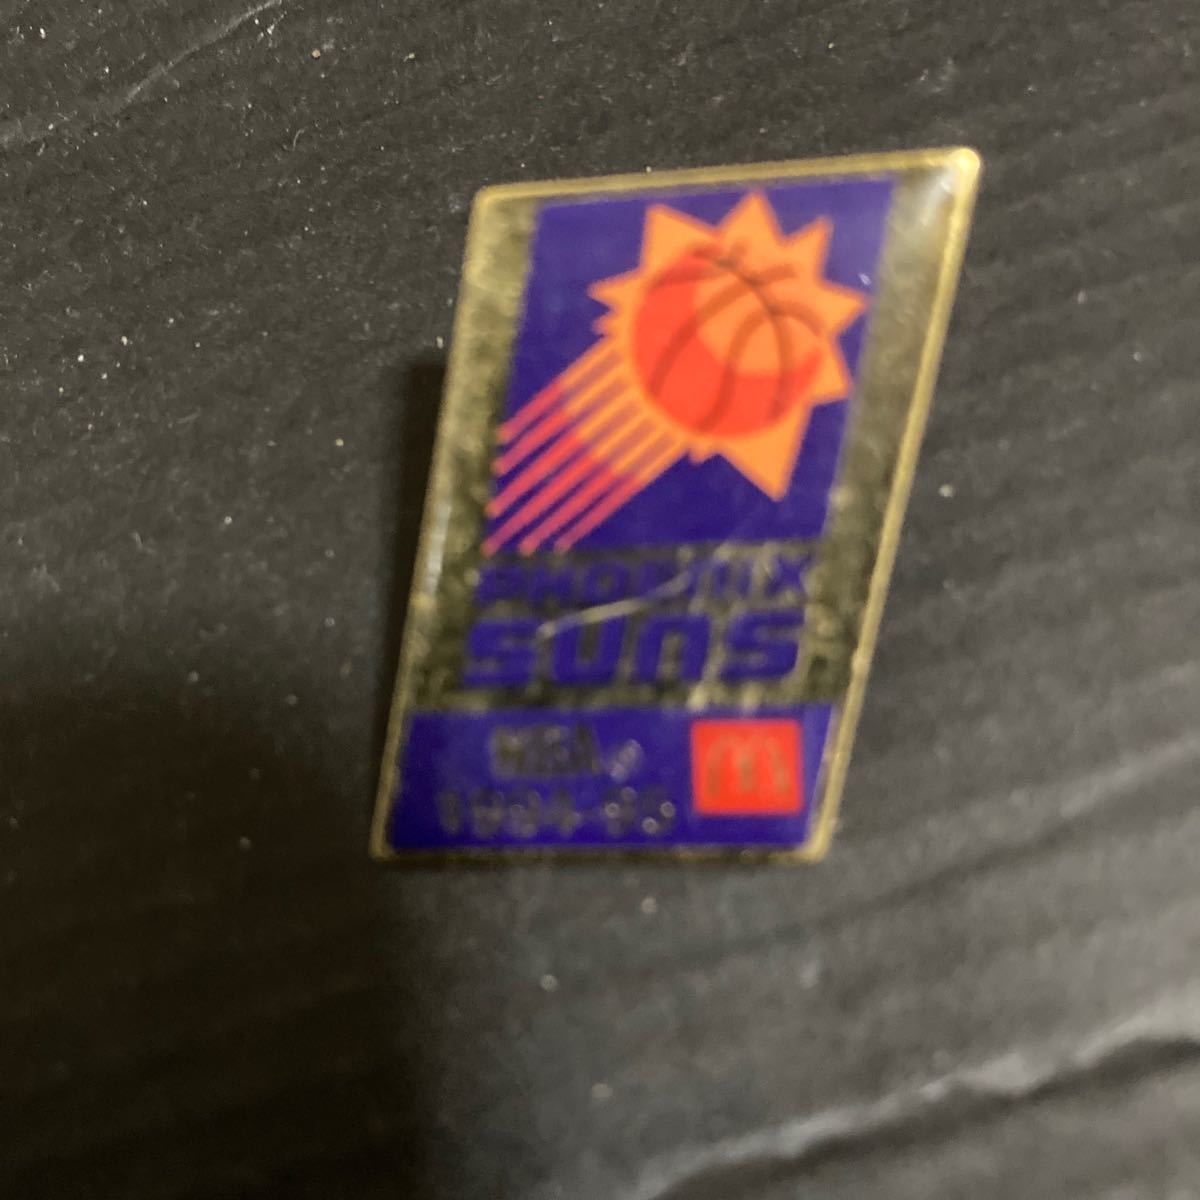 PHOENIX
SUNS
NBA
1994-95